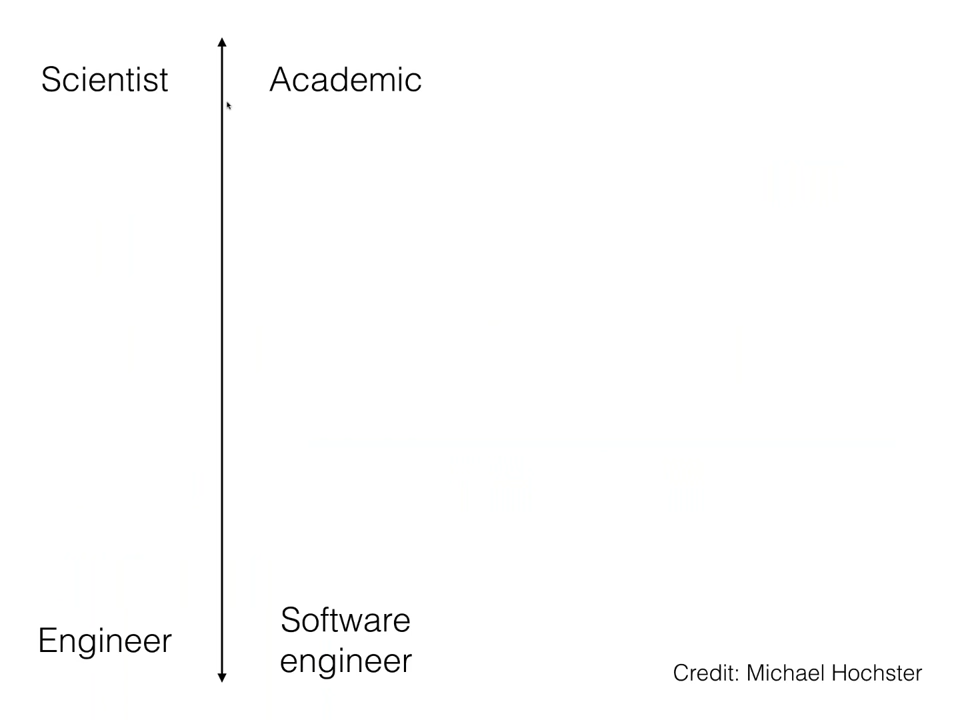 Scientist
Academic
Engineer
Software
engineer
Credit: Michael Hochster